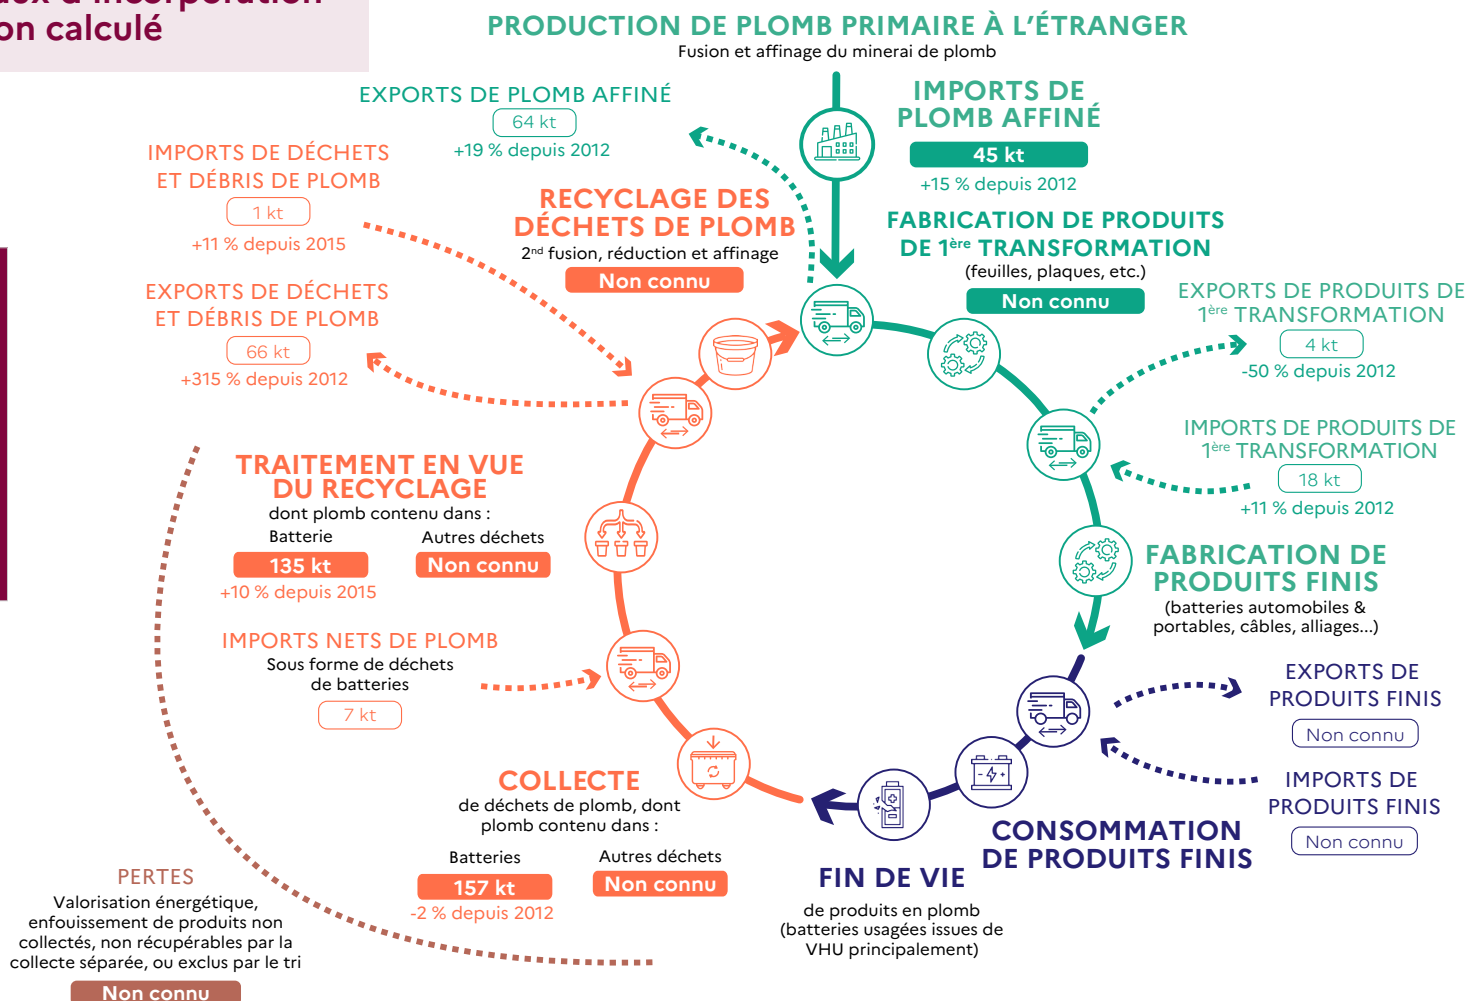 on calculé
PRODUCTION DE PLOMB PRIMAIRE À L'ÉTRANGER
Fusion et affinage du minerai de plomb
EXPORTS DE PLOMB AFFINÉ
64 kt
+19 % depuis 2012
IMPORTS DE
PLOMB AFFINÉ
45 kt
+15 % depuis 2012
IMPORTS DE DÉCHETS
ET DÉBRIS DE PLOMB
1 kt
+11 % depuis 2015
RECYCLAGE DES
DÉCHETS DE PLOMB
2nd fusion, réduction et affinage
Non connu
FABRICATION DE PRODUITS
DE 1ère TRANSFORMATION
(feuilles, plaques, etc.)
Non connu
EXPORTS DE DÉCHETS
ET DÉBRIS DE PLOMB
66 kt
+315 % depuis 2012
EXPORTS DE PRODUITS DE
1ère TRANSFORMATION
4 kt
-50 % depuis 2012
IMPORTS DE PRODUITS DE
1ère TRANSFORMATION
18 kt
+11 % depuis 2012
TRAITEMENT EN VUE
DU RECYCLAGE
dont plomb contenu dans :
Batterie
135 kt
+10 % depuis 2015
Autres déchets
Non connu
FABRICATION DE
PRODUITS FINIS
(batteries automobiles &
portables, câbles, alliages...)
IMPORTS NETS DE PLOMB
Sous forme de déchets
de batteries
7 kt
EXPORTS DE
PRODUITS FINIS
Non connu
IMPORTS DE
PRODUITS FINIS
Non connu
COLLECTE
de déchets de plomb, dont
plomb contenu dans :
Batteries
157 kt
-2 % depuis 2012
Autres déchets
Non connu
CONSOMMATION
DE PRODUITS FINIS
FIN DE VIE
de produits en plomb
(batteries usagées issues de
VHU principalement)
PERTES
Valorisation énergétique,
enfouissement de produits non
collectés, non récupérables par la
collecte séparée, ou exclus par le tri
Non connu